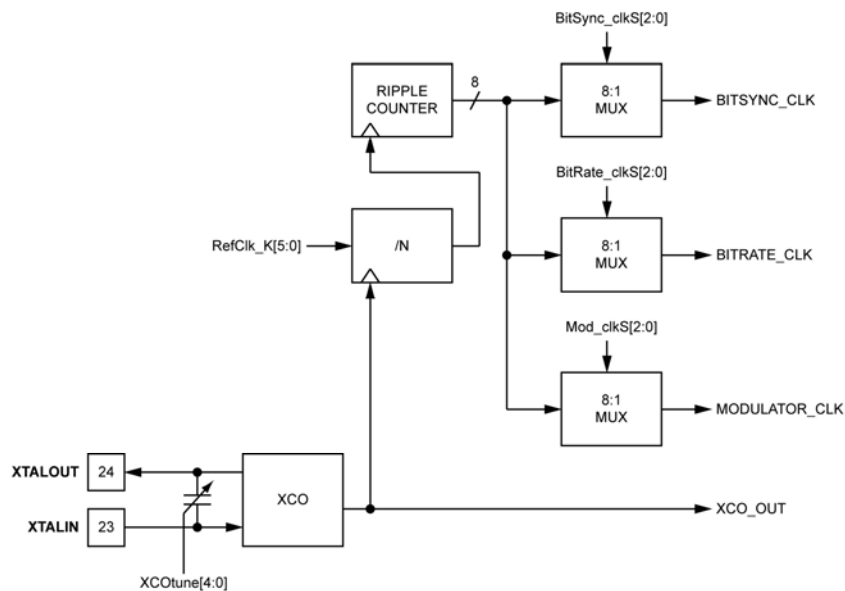 BitSync_clkS[2:0]
8
RIPPLE
COUNTER
8:1
MUX
BITSYNC_CLK
BitRate_clkS[2:0]
RefClk_K[5:0]
/N
8:1
MUX
BITRATE_CLK
Mod_clkS[2:0]
8:1
MUX
MODULATOR_CLK
XTALOUT
24
XCO
XTALIN
23
XCO_OUT
XCOtune[4:0]